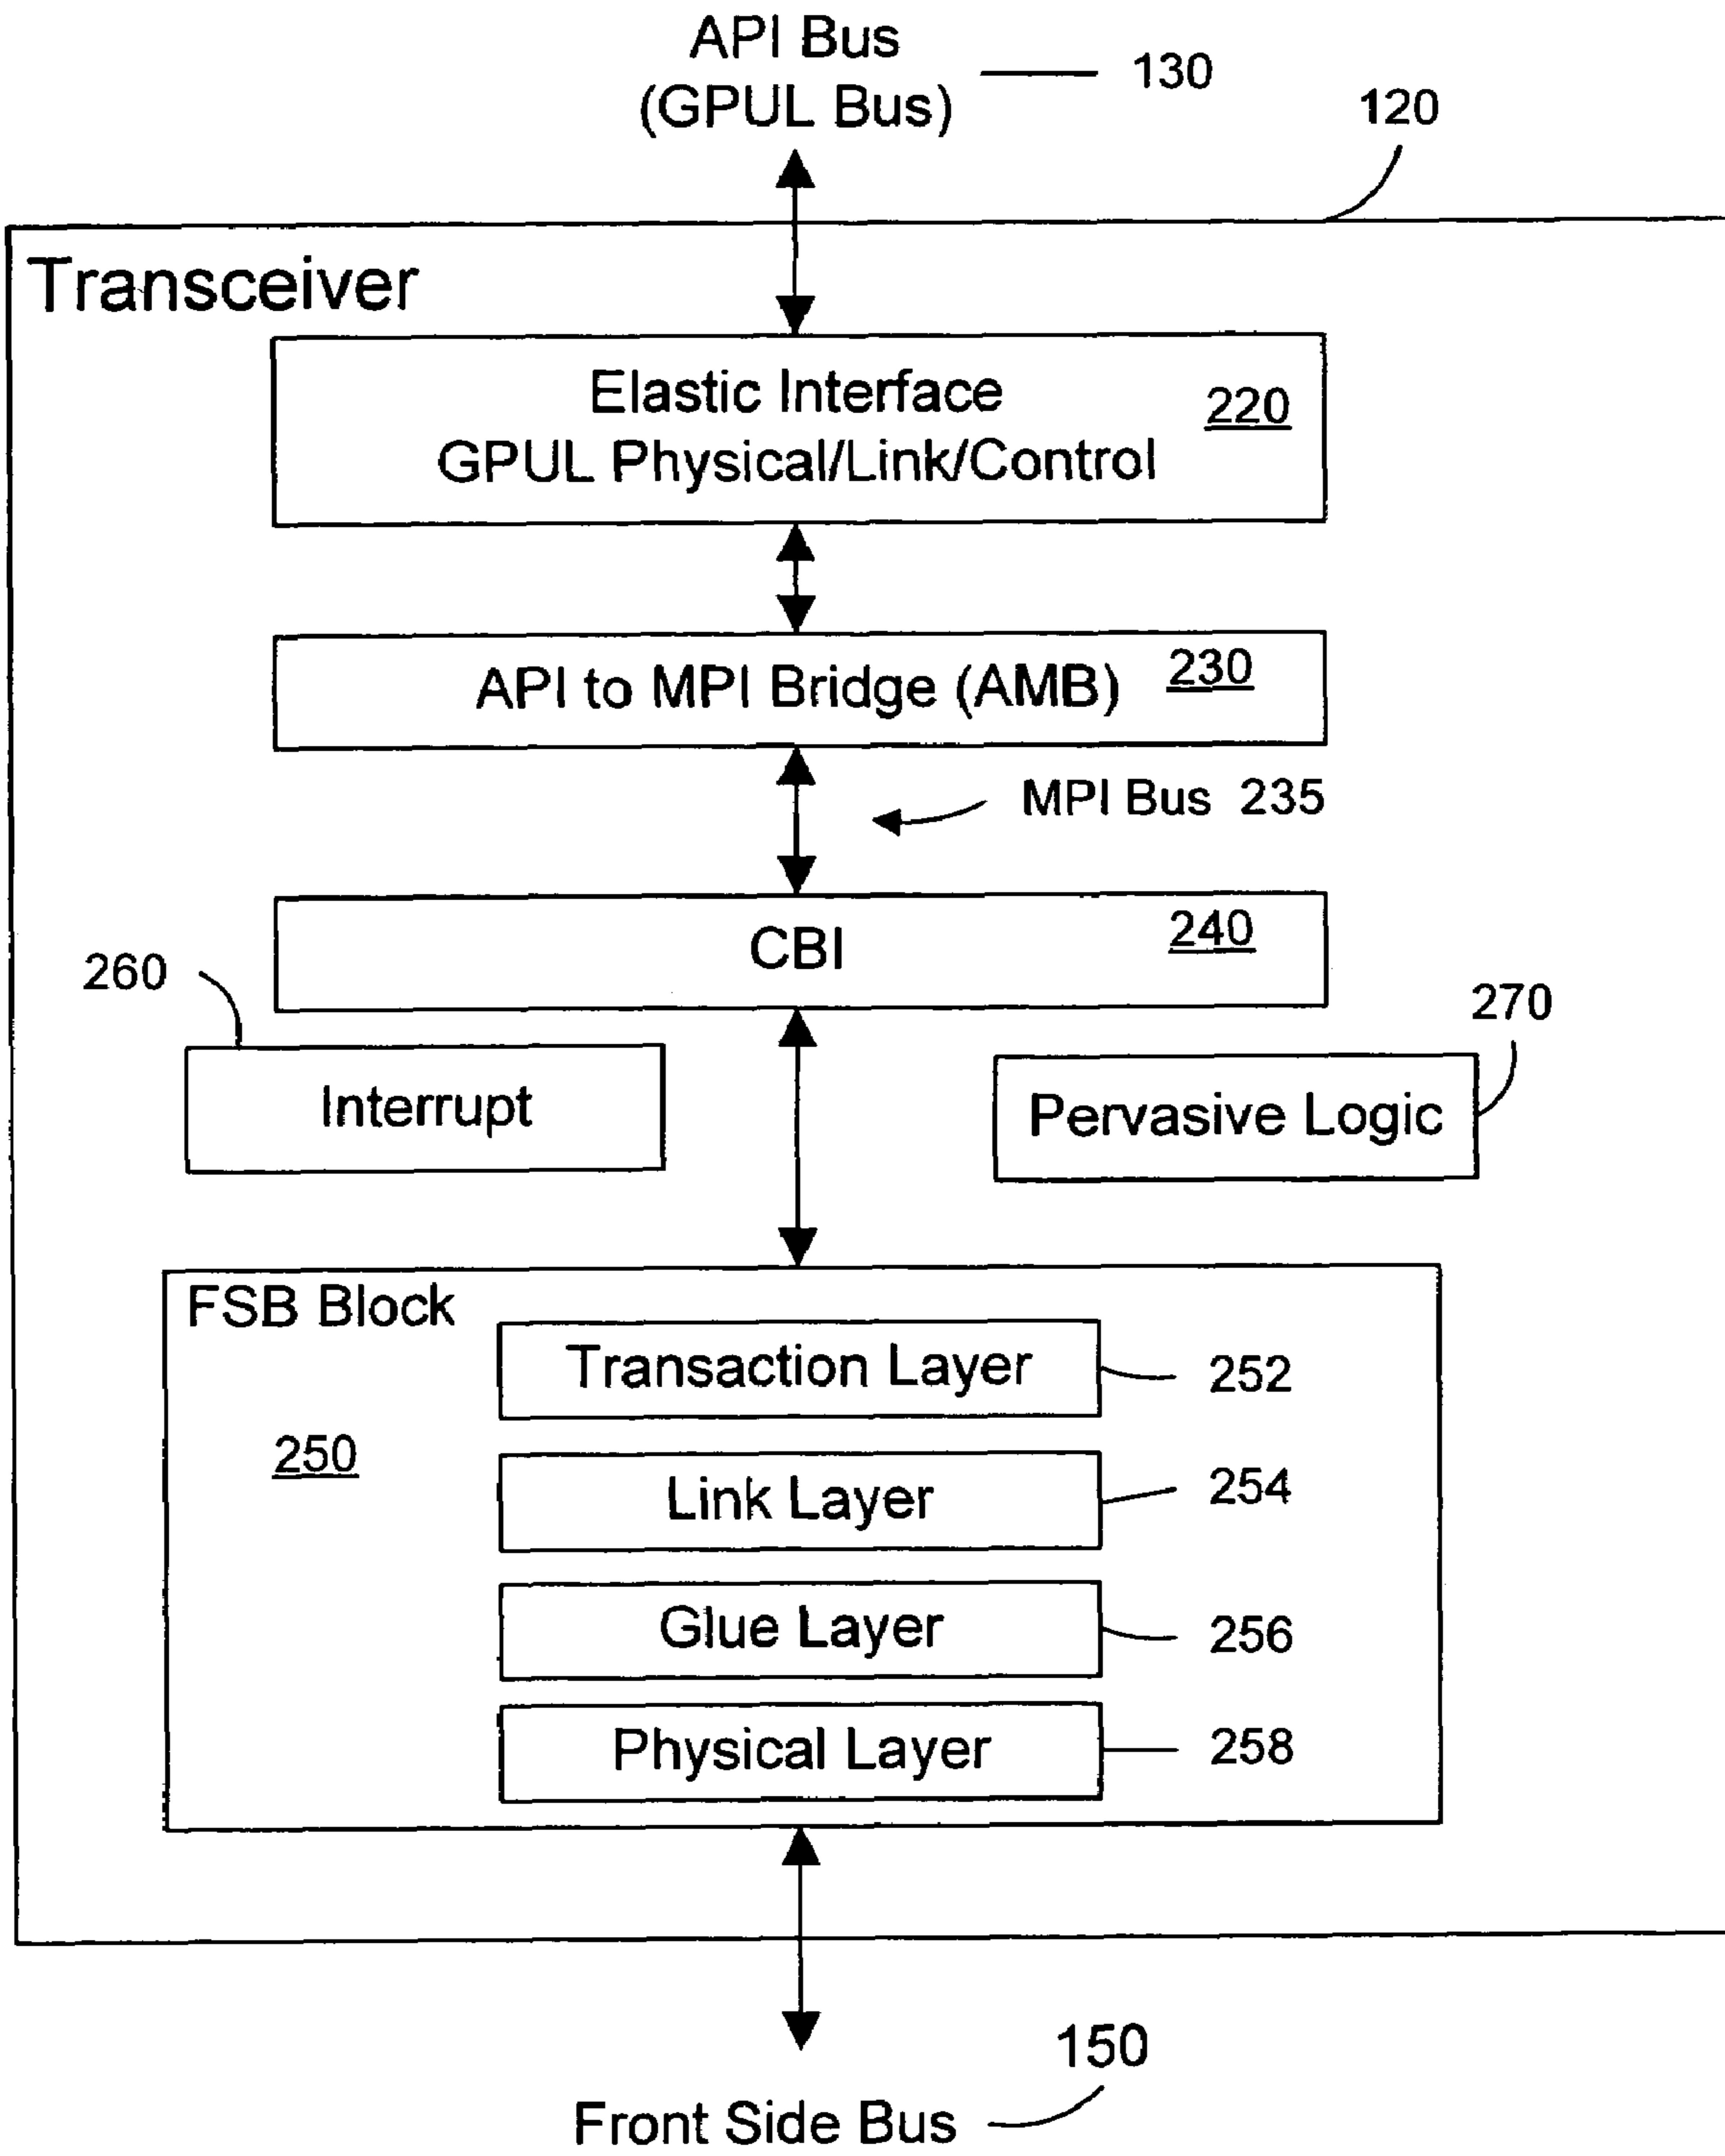 API Bus
(GPUL Bus)
130
120
Transceiver
Elastic Interface
GPUL Physical/Link/Control
220
API to MPI Bridge (AMB)
230
MPI Bus 235
CBI
240
260
270
Interrupt
Pervasive Logic
FSB Block
Transaction Layer
252
250
Link Layer
254
Glue Layer
256
Physical Layer
258
150
Front Side Bus